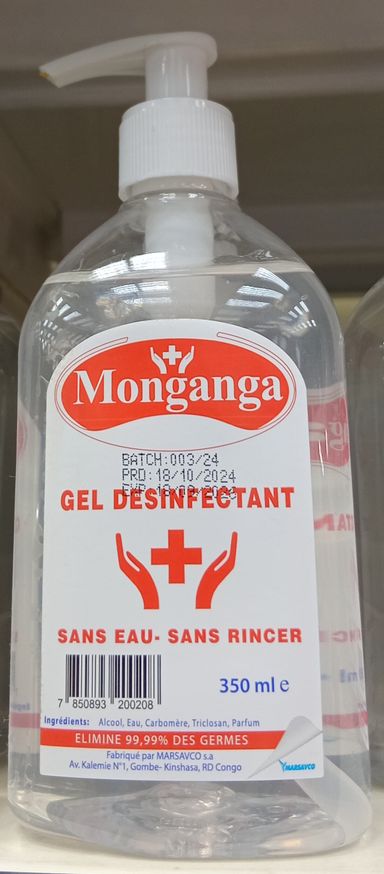 Monganga
BATCH:003/24
PRD:18/10/2024
GEL DESINFECTANT
SANS EAU- SANS RINCER
7 850893 200208
350 ml e
Ingrédients: Alcool, Eau, Carbomère, Triclosan, Parfum
ELIMINE 99,99% DES GERMES
Fabriqué par MARSAVCO s.a
Av. Kalemie N°1, Gombe- Kinshasa, RD Congo
MARSAVCO